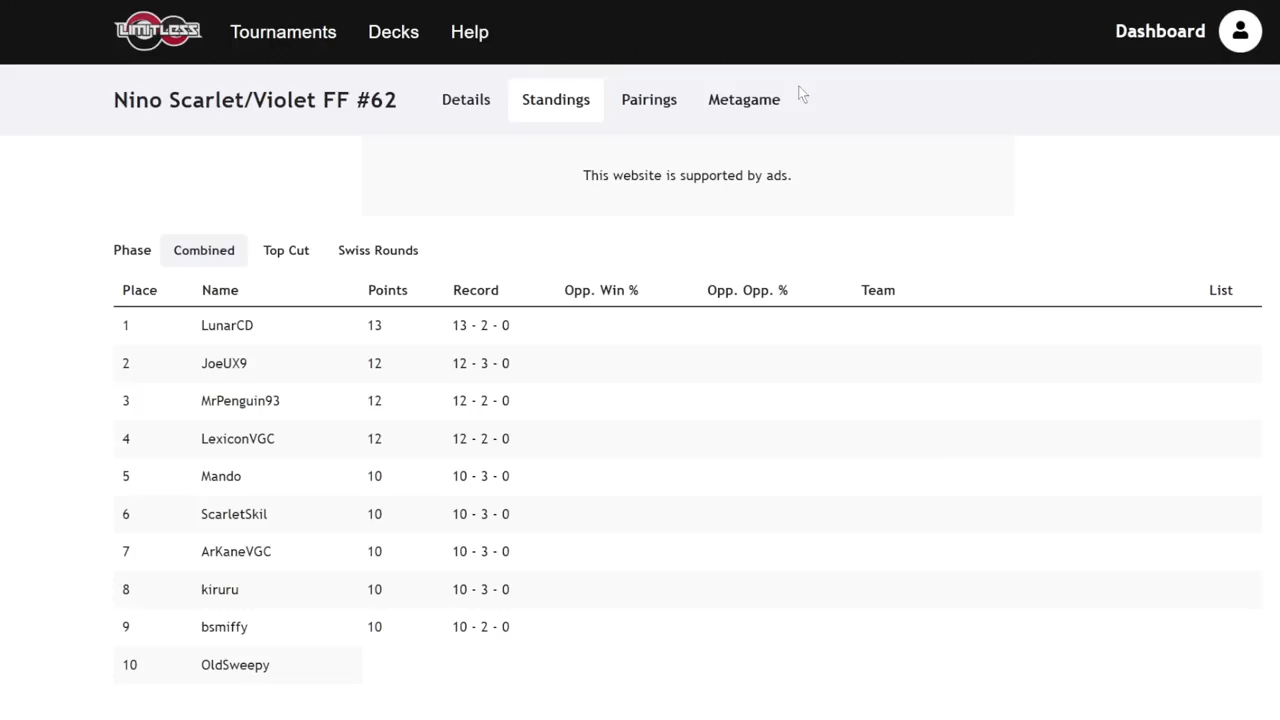 LIMITLESS Tournaments Decks Help Dashboard
Nino Scarlet/Violet FF #62 Details Standings Pairings Metagame
This website is supported by ads.
Phase Combined Top Cut Swiss Rounds
Place Name Points Record Opp. Win % Opp. Opp. % Team List
1 LunarCD 13 13 - 2 - 0
2 JoeUX9 12 12 - 3 - 0
3 MrPenguin93 12 12 - 2 - 0
4 LexiconVGC 12 12 - 2 - 0
5 Mando 10 10 - 3 - 0
6 ScarletSkil 10 10 - 3 - 0
7 ArKaneVGC 10 10 - 3 - 0
8 kiruru 10 10 - 3 - 0
9 bsmiffy 10 10 - 2 - 0
10 OldSweepy